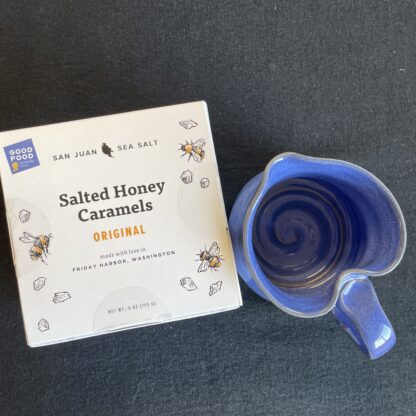 GOOD
FOOD
SAN JUAN SEA SALT
Salted Honey
Caramels
ORIGINAL
made with love in
FRIDAY HARBOR, WASHINGTON
NET WT. 4 OZ (113 G)